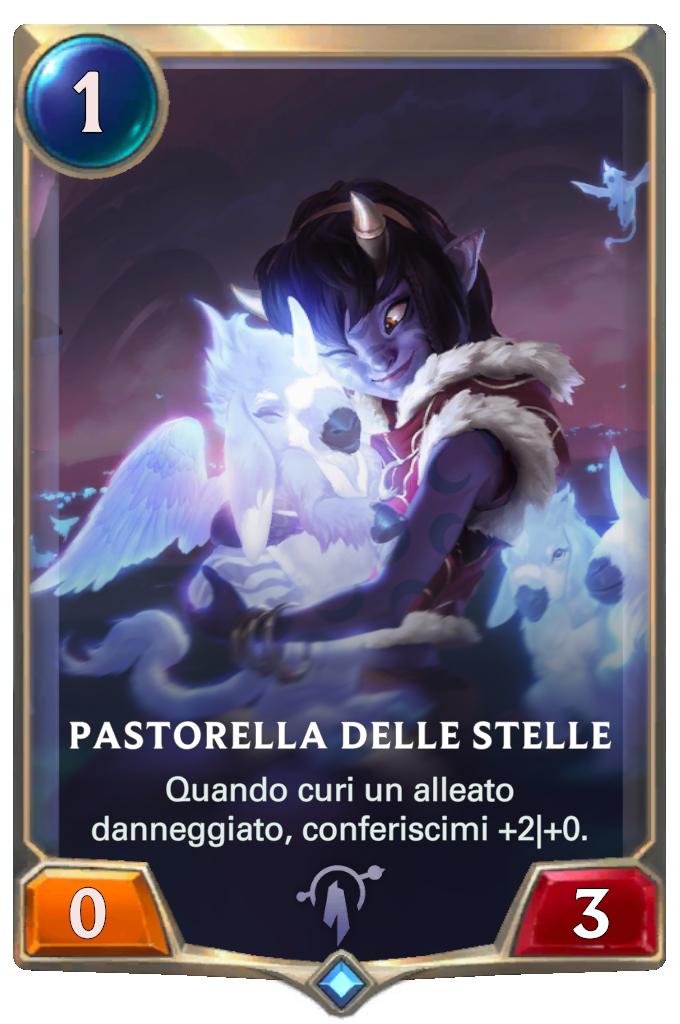 1
PASTORELLA DELLE STELLE
Quando curi un alleato
danneggiato, conferiscimi +2|+0.
0
3